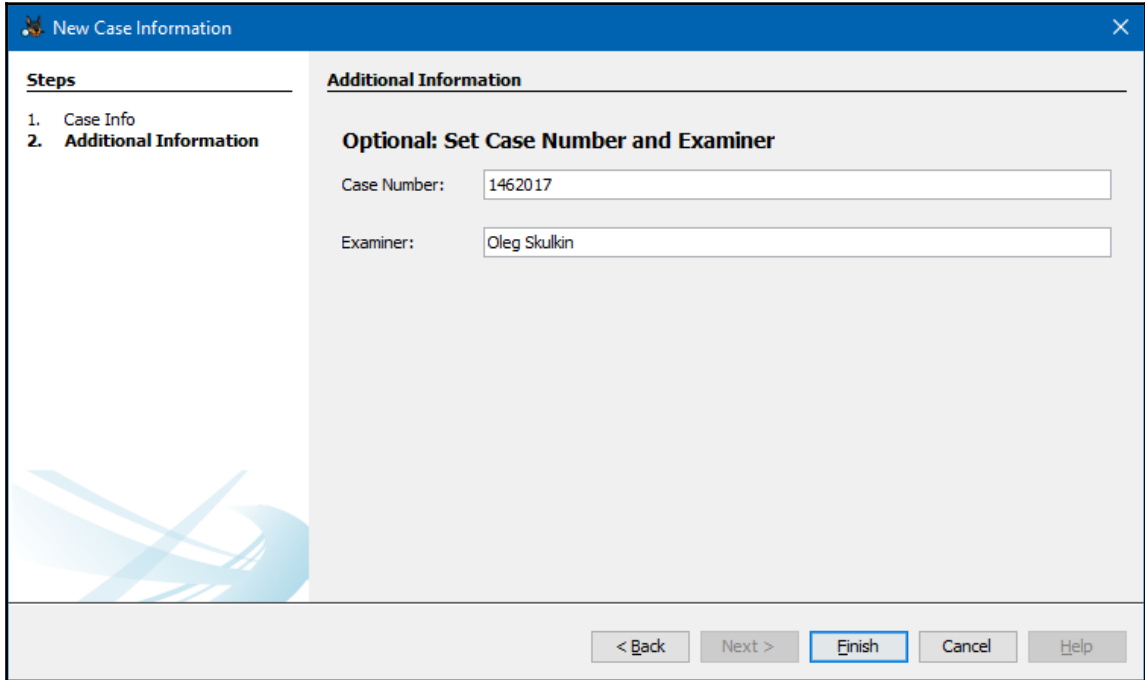 New Case Information
Steps
1. Case Info
2. Additional Information
Additional Information
Optional: Set Case Number and Examiner
Case Number: 1462017
Examiner: Oleg Skulkin
< Back Next > Finish Cancel Help